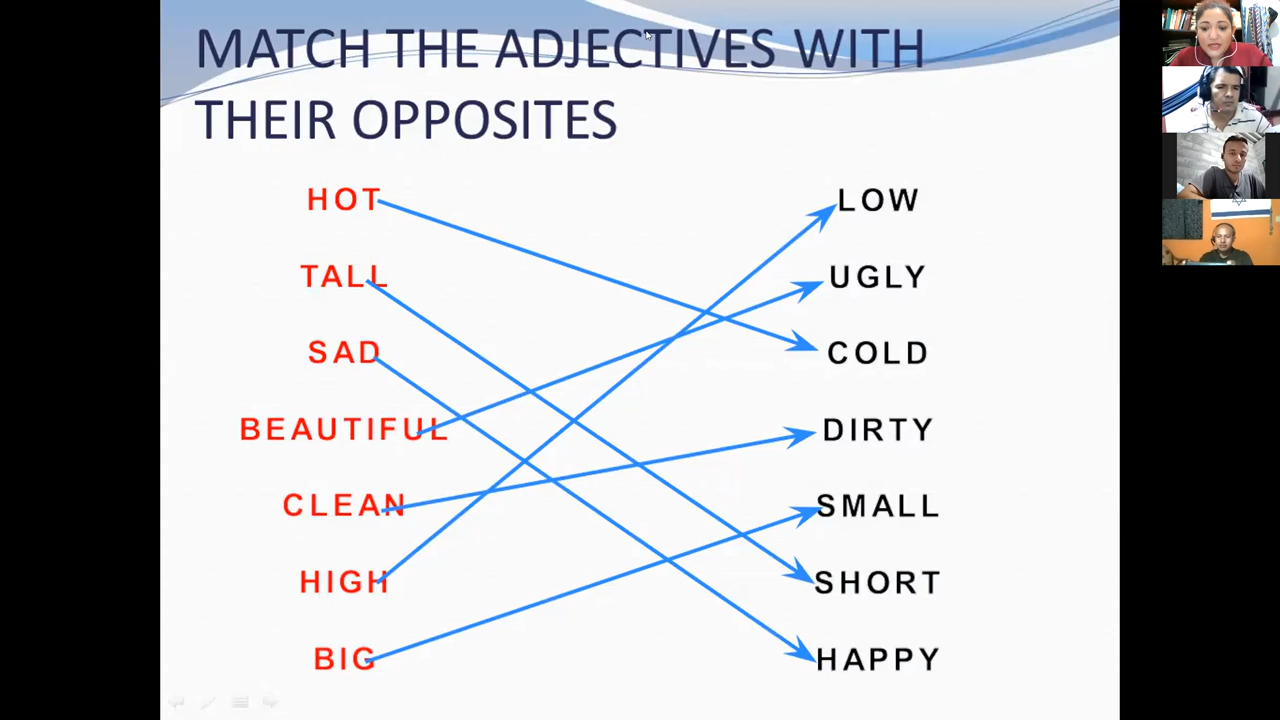 MATCH THE ADJECTIVES WITH
THEIR OPPOSITES
HOT
LOW
TALL
UGLY
SAD
COLD
BEAUTIFUL
DIRTY
CLEAN
SMALL
HIGH
SHORT
BIG
HAPPY